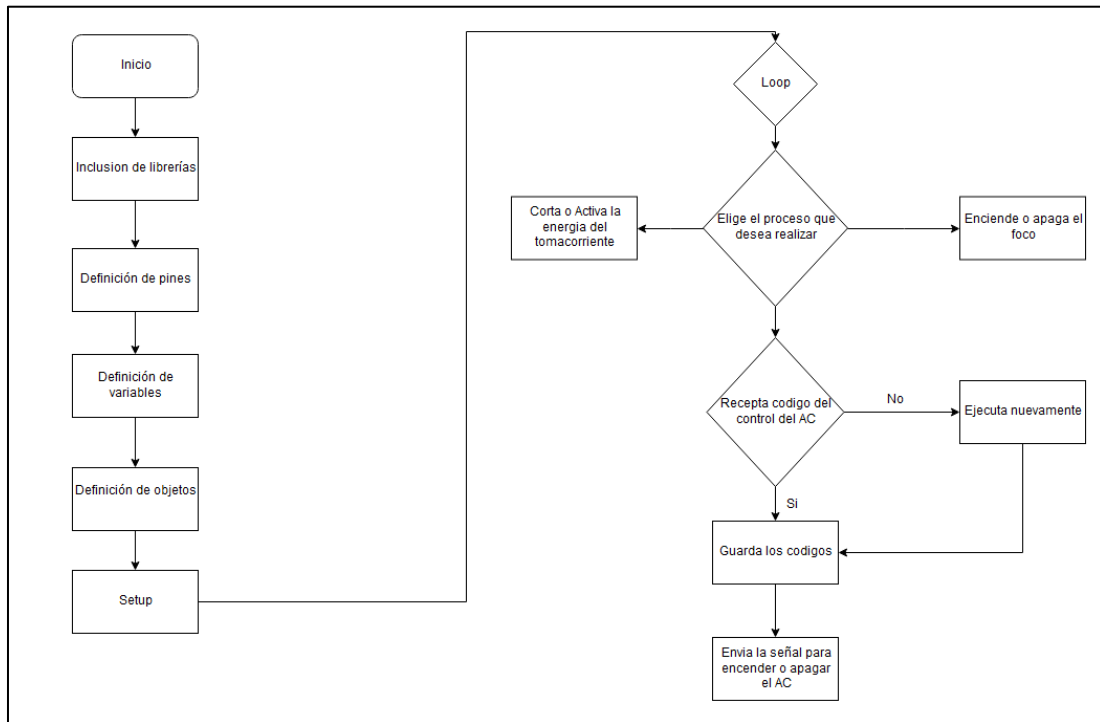 Inicio
Inclusion de librerías
Definición de pines
Definición de
variables
Definición de objetos
Setup
Loop
Elige el proceso que
desea realizar
Corta o Activa la
energia del
tomacorriente
Enciende o apaga el
foco
Recepta codigo del
control del AC
No
Ejecuta nuevamente
Si
Guarda los codigos
Envia la señal para
encender o apagar
el AC